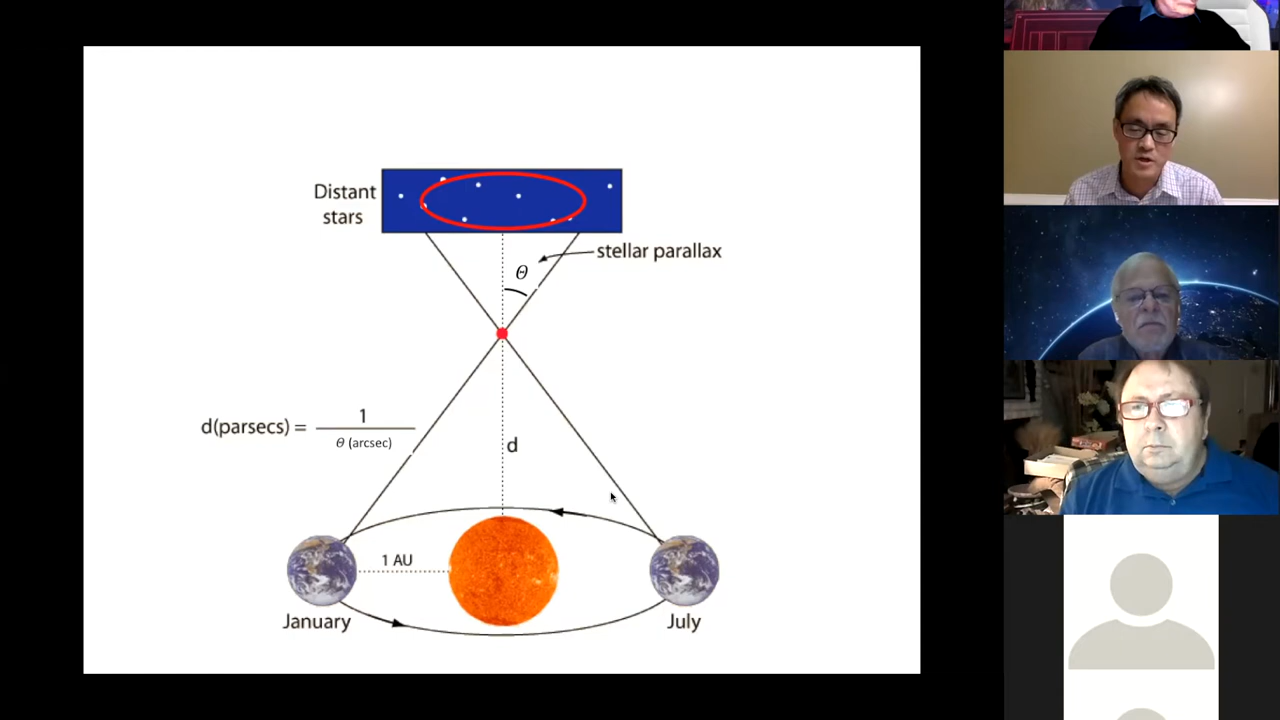 Distant
stars
stellar parallax
Θ
d(parsecs) = 1
θ (arcsec)
d
1 AU
January
July